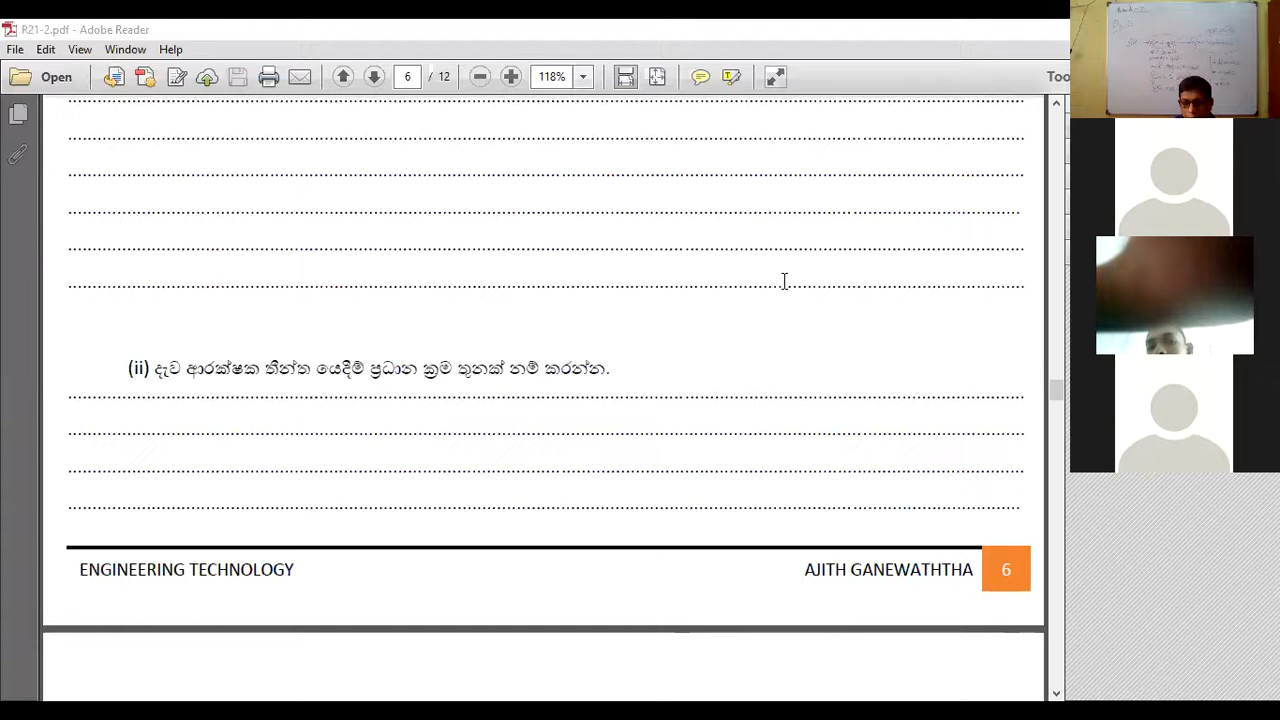 R21-2.pdf - Adobe Reader
File Edit View Window Help
Open 6 / 12 118% Too
(ii) දැව ආරක්ෂක තීන්ත යෙදීම් ප්‍රධාන ක්‍රම තුනක් නම් කරන්න.
ENGINEERING TECHNOLOGY AJITH GANEWATHTHA 6